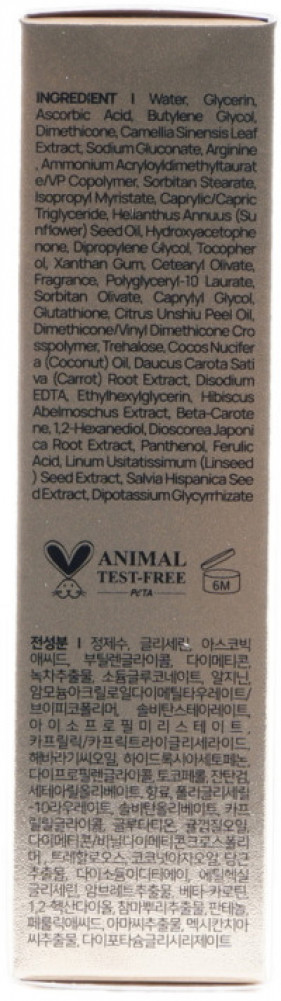 INGREDIENT I Water, Glycerin,
Ascorbic Acid, Butylene Glycol,
Dimethicone, Camellia Sinensis Leaf
Extract, Sodium Gluconate, Arginine
, Ammonium Acryloyldimethyltaurat
e/VP Copolymer, Sorbitan Stearate,
Isopropyl Myristate, Caprylic/Capric
Triglyceride, Helianthus Annuus (Su
nflower) Seed Oil, Hydroxyacetophe
none, Dipropylene Glycol, Tocopher
ol, Xanthan Gum, Cetearyl Olivate,
Fragrance, Polyglyceryl-10 Laurate,
Sorbitan Olivate, Caprylyl Glycol,
Glutathione, Citrus Unshiu Peel Oil,
Dimethicone/Vinyl Dimethicone Cro
sspolymer, Trehalose, Cocos Nucifer
a (Coconut) Oil, Daucus Carota Sati
va (Carrot) Root Extract, Disodium
EDTA, Ethylhexylglycerin, Hibiscus
Abelmoschus Extract, Beta-Carote
ne, 1,2-Hexanediol, Dioscorea Japoni
ca Root Extract, Panthenol, Ferulic
Acid, Linum Usitatissimum (Linseed
) Seed Extract, Salvia Hispanica See
d Extract, Dipotassium Glycyrrhizate
ANIMAL
TEST-FREE
PETA
6M
전성분 I 정제수, 글리세린, 아스코빅
애씨드, 부틸렌글라이콜, 다이메티콘,
녹차추출물, 소듐글루코네이트, 알지닌,
암모늄아크릴로일다이메틸타우레이트/
브이피코폴리머, 솔비탄스테아레이트,
아이소프로필미리스테이트,
카프릴릭/카프릭트라이글리세라이드,
해바라기씨오일, 하이드록시아세토페논,
다이프로필렌글라이콜, 토코페롤, 잔탄검,
세테아릴올리베이트, 향료, 폴리글리세릴
-10라우레이트, 솔비탄올리베이트, 카프
릴릴글라이콜, 글루타티온, 귤껍질오일,
다이메티콘/비닐다이메티콘크로스폴리
머, 트레할로오스, 코코넛야자오일, 당근
추출물, 다이소듐이디티에이, 에틸헥실
글리세린, 암브레트추출물, 베타-카로틴,
1,2-헥산다이올, 참마뿌리추출물, 판테놀,
페룰릭애씨드, 아마씨추출물, 멕시칸치아
씨추출물, 다이포타슘글리시리제이트